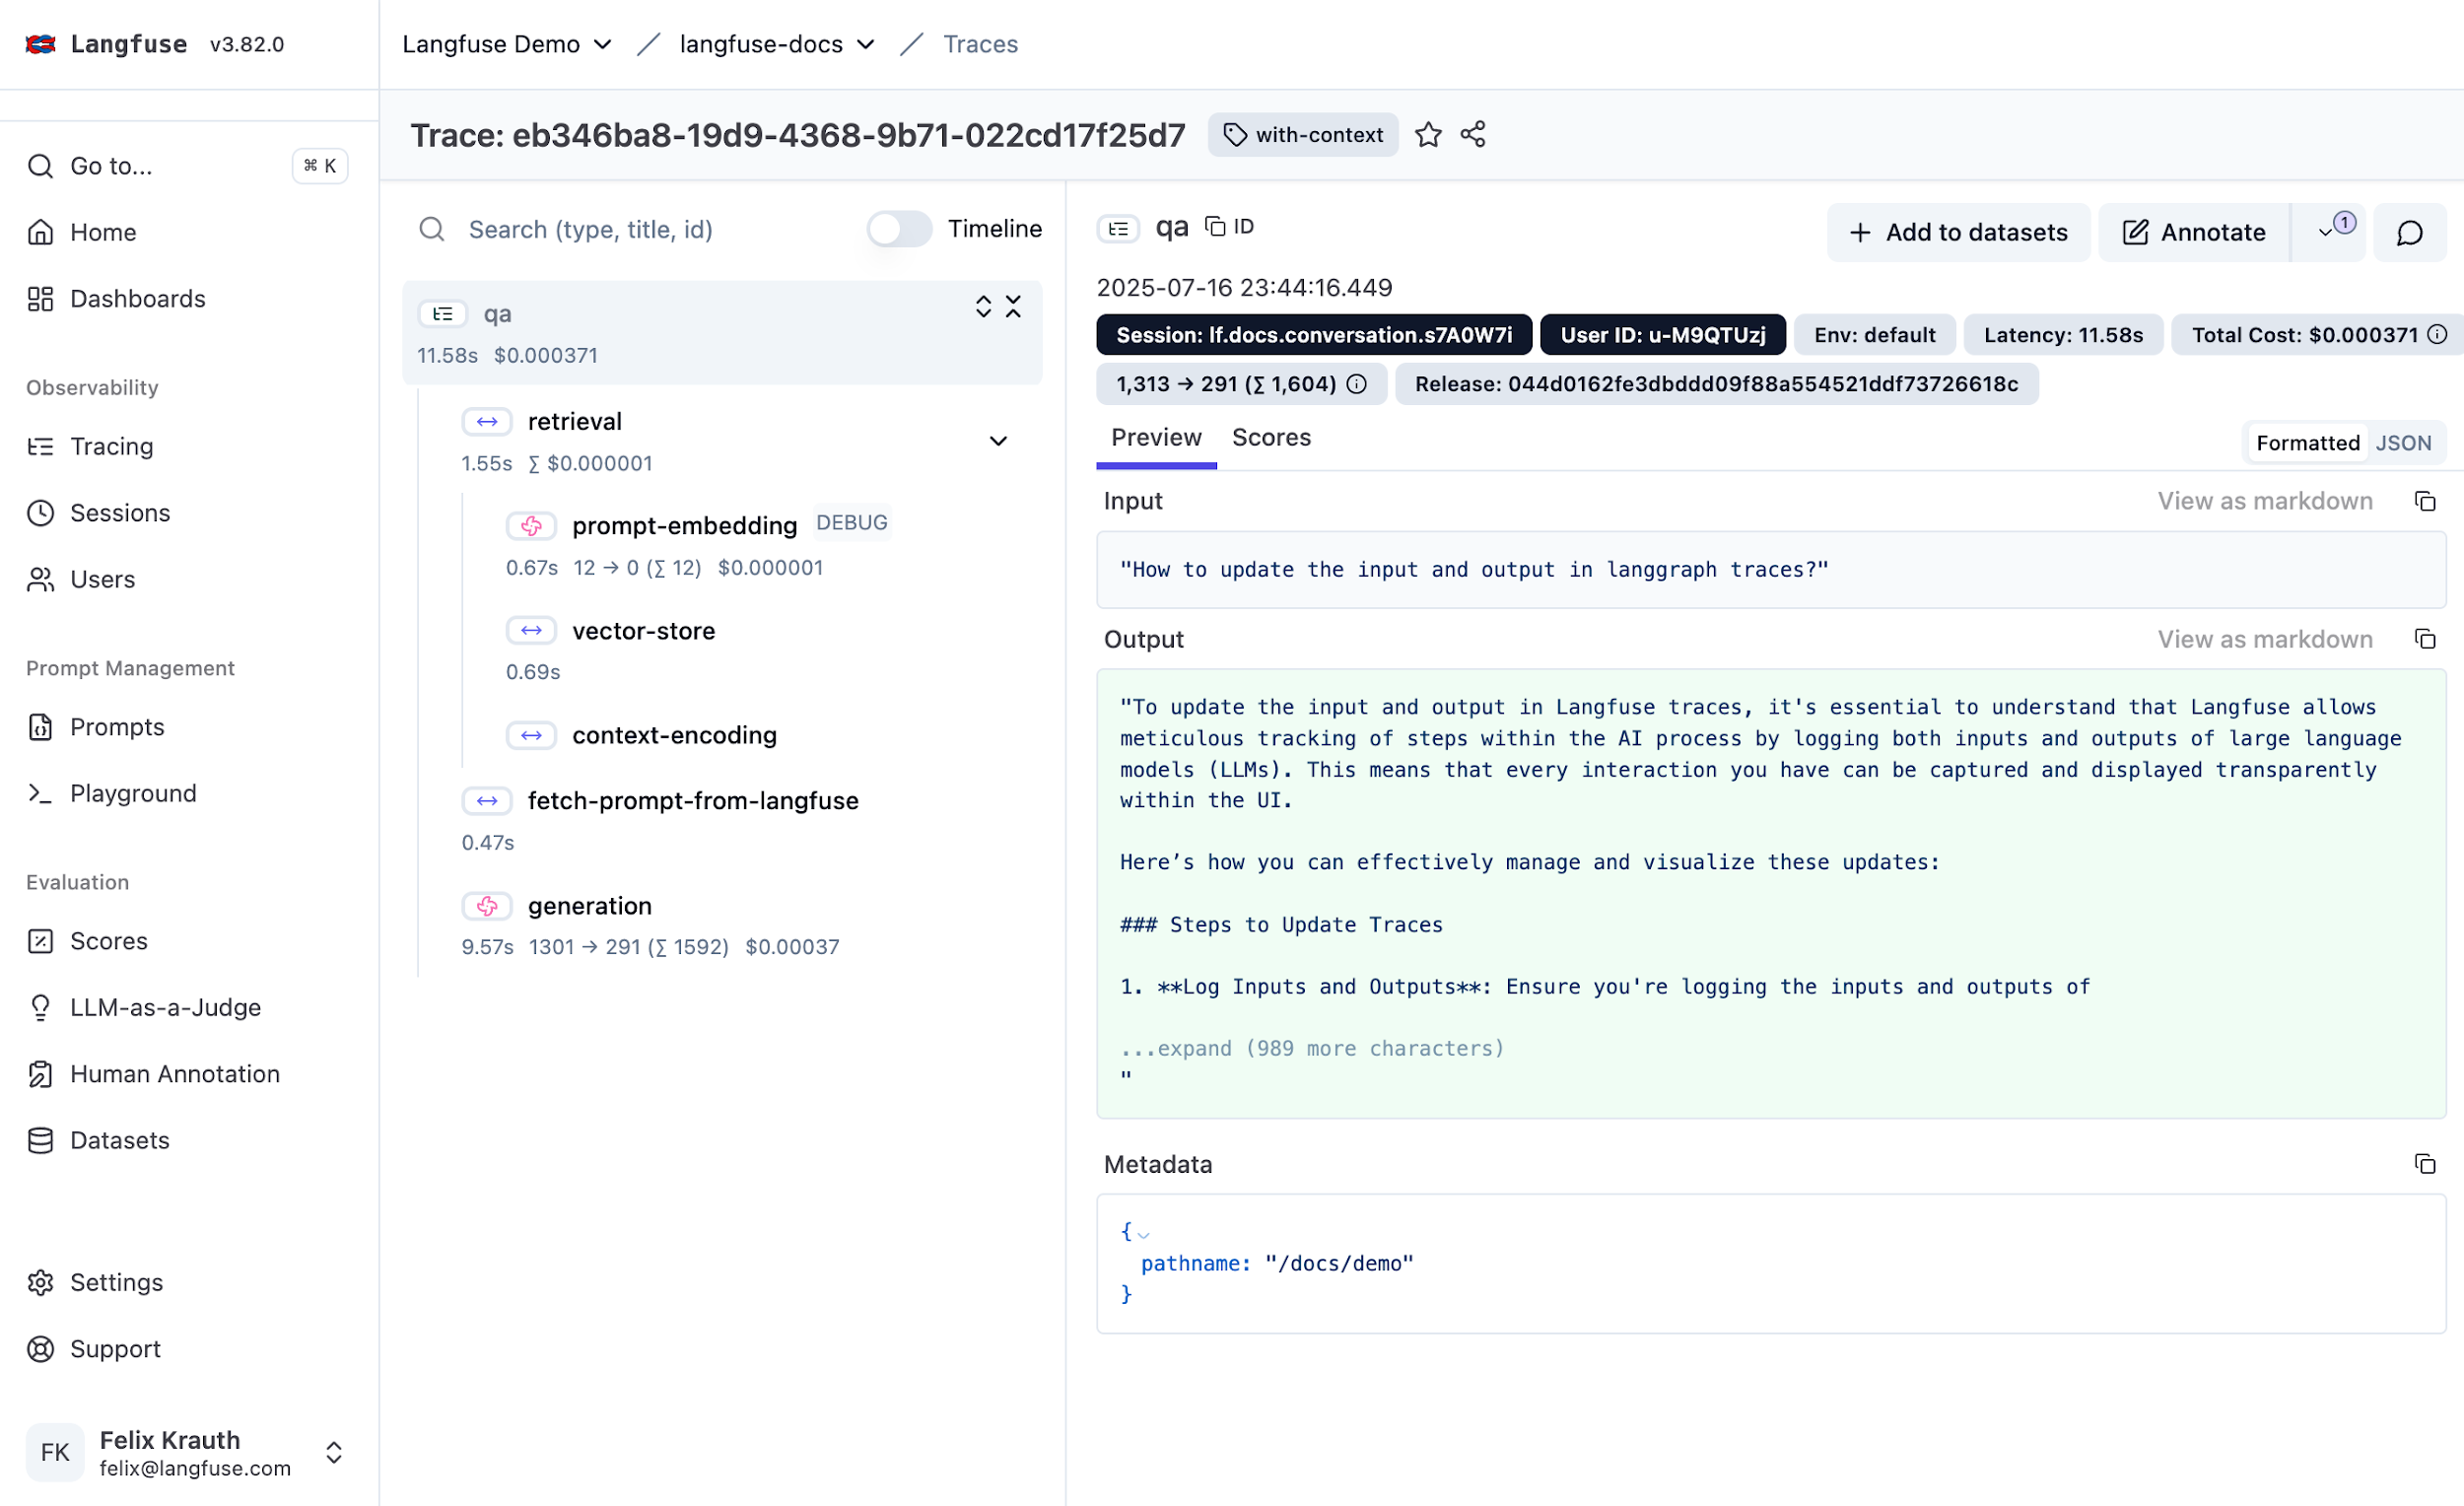 Langfuse v3.82.0
Langfuse Demo / langfuse-docs / Traces
Go to... ⌘ K
Home
Dashboards
Observability
Tracing
Sessions
Users
Prompt Management
Prompts
Playground
Evaluation
Scores
LLM-as-a-Judge
Human Annotation
Datasets
Settings
Support
FK
Felix Krauth
felix@langfuse.com
Trace: eb346ba8-19d9-4368-9b71-022cd17f25d7 with-context
Search (type, title, id) Timeline
qa
11.58s $0.000371
retrieval
1.55s ∑ $0.000001
prompt-embedding DEBUG
0.67s 12 → 0 (∑ 12) $0.000001
vector-store
0.69s
context-encoding
fetch-prompt-from-langfuse
0.47s
generation
9.57s 1301 → 291 (∑ 1592) $0.00037
qa ID
Add to datasets Annotate 1
2025-07-16 23:44:16.449
Session: lf.docs.conversation.s7A0W7i User ID: u-M9QTUzj Env: default Latency: 11.58s Total Cost: $0.000371
1,313 → 291 (∑ 1,604) Release: 044d0162fe3dbddd09f88a554521ddf73726618c
Preview Scores Formatted JSON
Input View as markdown
"How to update the input and output in langgraph traces?"
Output View as markdown
"To update the input and output in Langfuse traces, it's essential to understand that Langfuse allows
meticulous tracking of steps within the AI process by logging both inputs and outputs of large language
models (LLMs). This means that every interaction you have can be captured and displayed transparently
within the UI.
Here’s how you can effectively manage and visualize these updates:
### Steps to Update Traces
1. **Log Inputs and Outputs**: Ensure you're logging the inputs and outputs of
...expand (989 more characters)
"
Metadata
{
pathname: "/docs/demo"
}